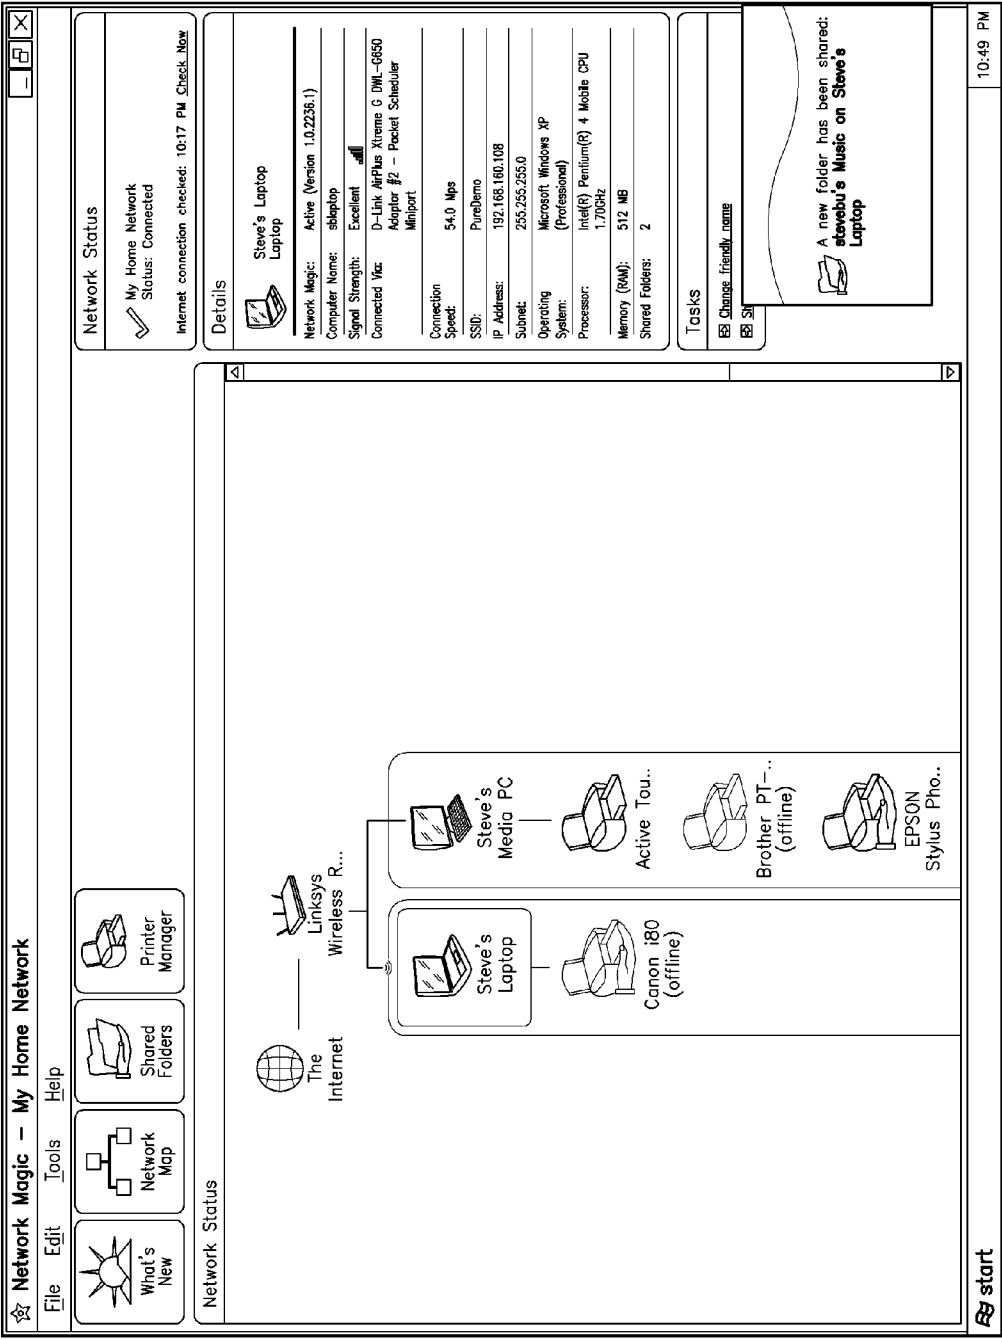 Network Magic – My Home Network
File Edit Tools Help
What's
New
Network
Map
Shared
Folders
Printer
Manager
Network Status
My Home Network
Status: Connected
Internet connection checked: 10:17 PM Check Now
Network Status
The
Internet
Linksys
Wireless R...
Steve's
Laptop
Canon i80
(offline)
Steve's
Media PC
Active Tou..
Brother PT-..
(offline)
EPSON
Stylus Pho..
Details
Steve's Laptop
Laptop
Network Magic: Active (Version 1.0.2236.1)
Computer Name: sblaptop
Signal Strength: Excellent
Connected Via: D-Link AirPlus Xtreme G DWL-G650
Adaptor #2 – Packet Scheduler
Miniport
Connection
Speed: 54.0 Mps
SSID: PureDemo
IP Address: 192.168.160.108
Subnet: 255.255.255.0
Operating Microsoft Windows XP
System: (Professional)
Processor: Intel(R) Pentium(R) 4 Mobile CPU
1.70GHz
Memory (RAM): 512 MB
Shared Folders: 2
Tasks
Change friendly name
A new folder has been shared:
stevebu's Music on Steve's
Laptop
start
10:49 PM